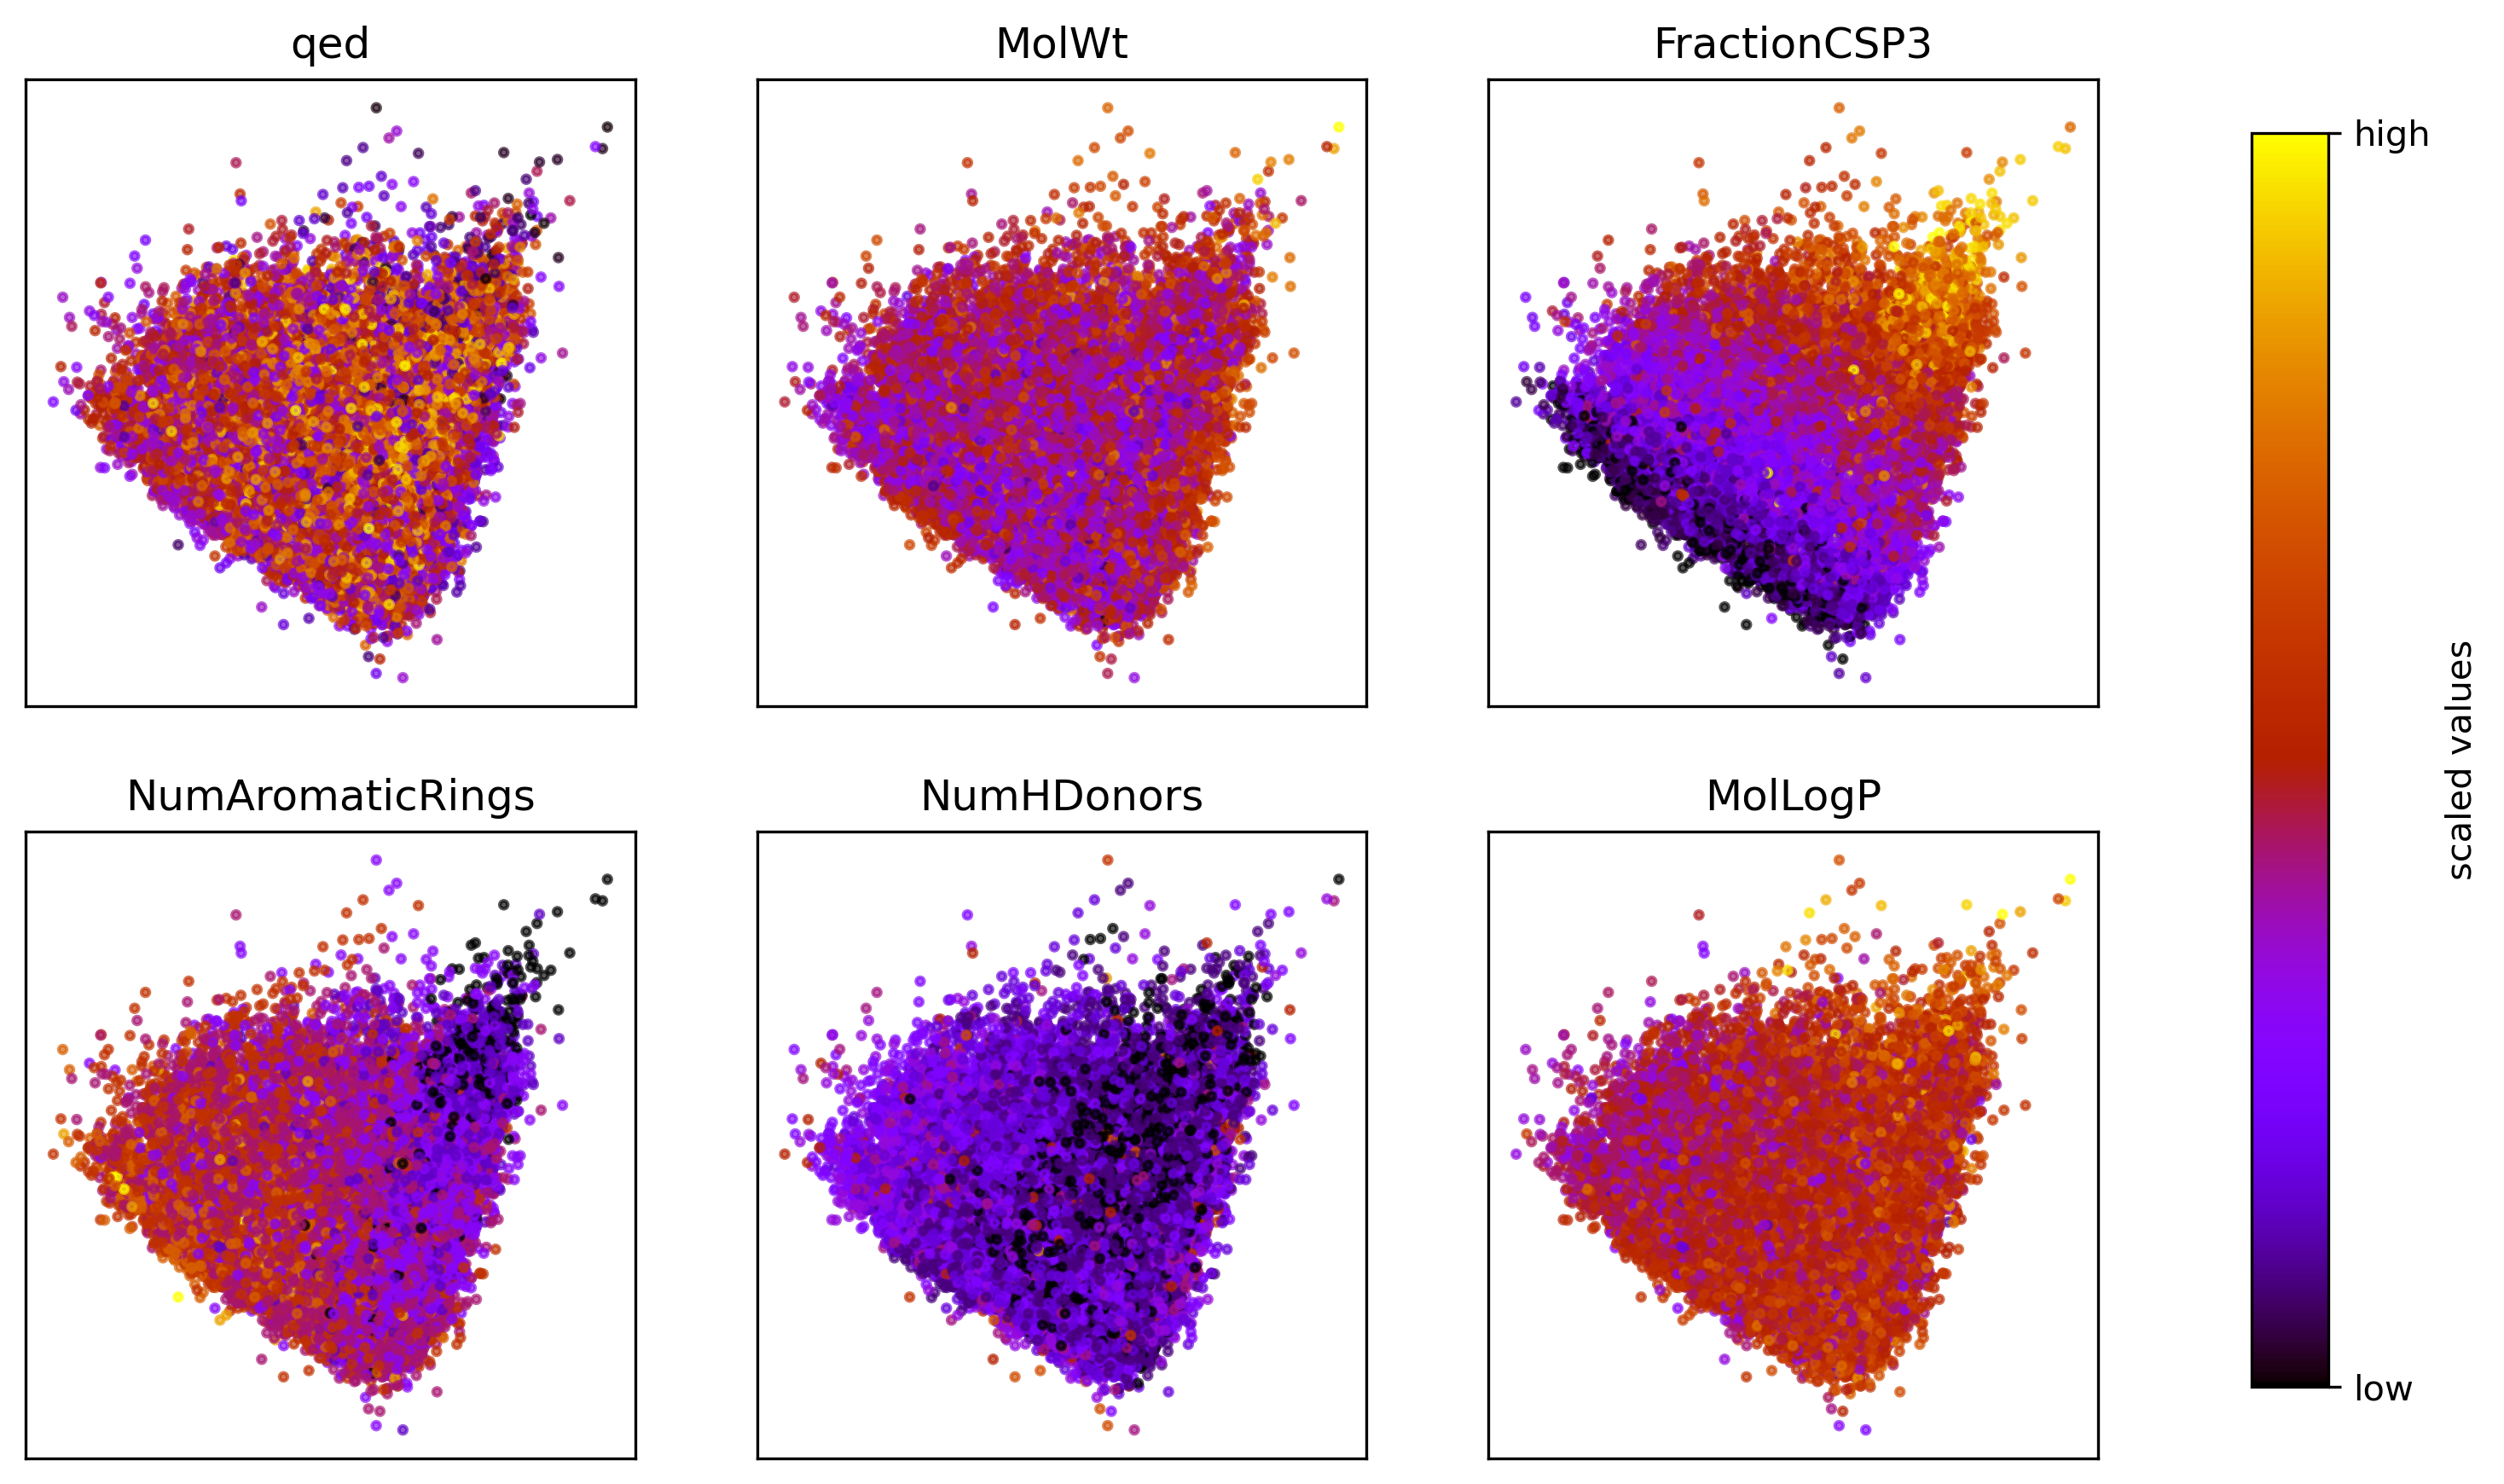 qed
MolWt
FractionCSP3
high
scaled values
NumAromaticRings
NumHDonors
MolLogP
low